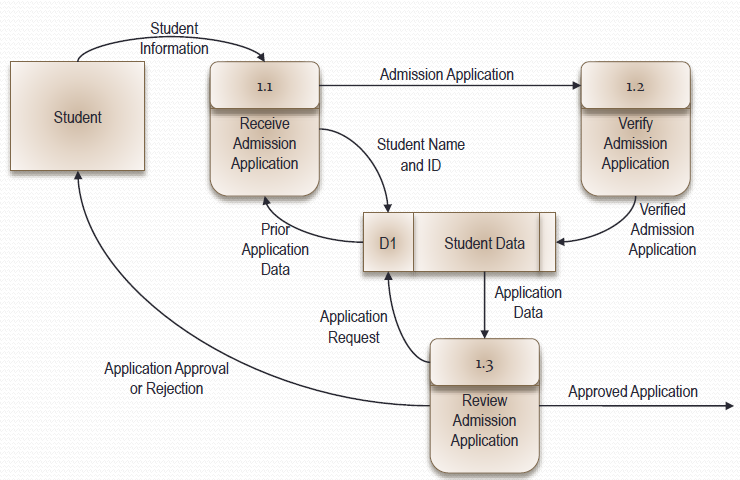 Student
Information
Student
1.1
Receive
Admission
Application
Admission Application
1.2
Verify
Admission
Application
Student Name
and ID
Prior
Application
Data
D1
Student Data
Verified
Admission
Application
Application
Request
Application
Data
1.3
Review
Admission
Application
Application Approval
or Rejection
Approved Application